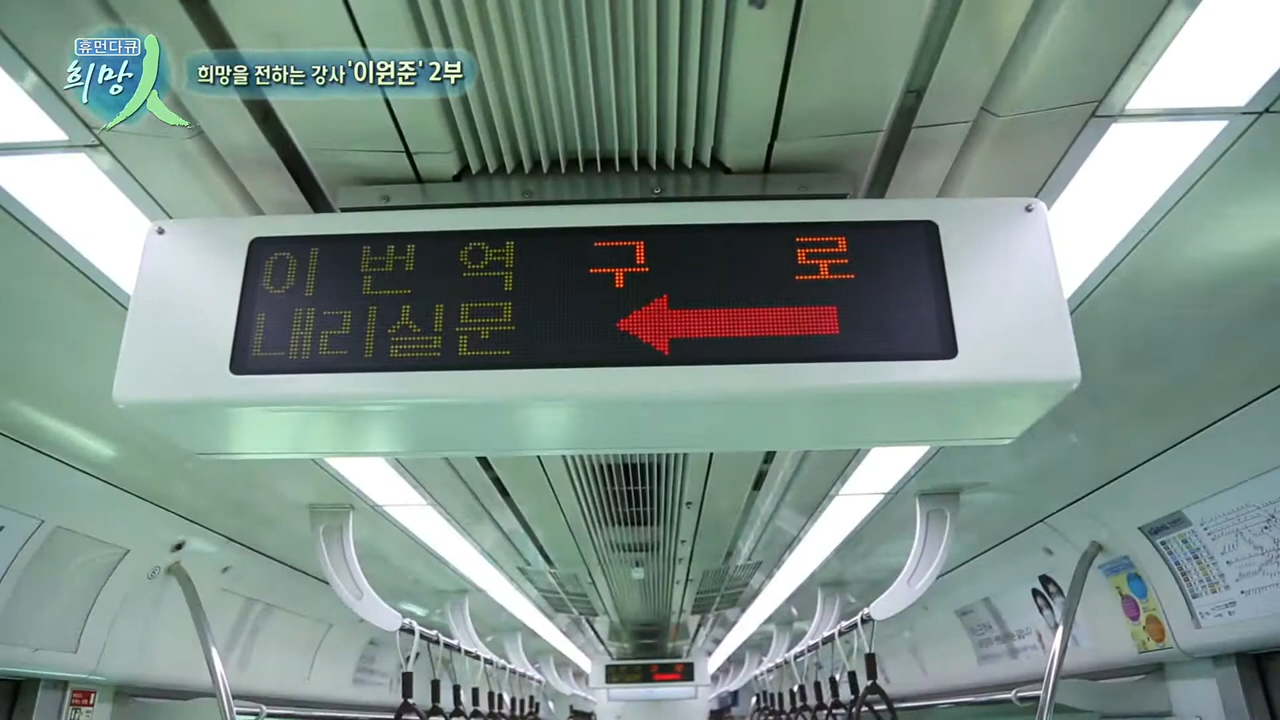 휴먼다큐
희망人
희망을 전하는 강사 '이원준' 2부
이 번 역 구 로
내리실문